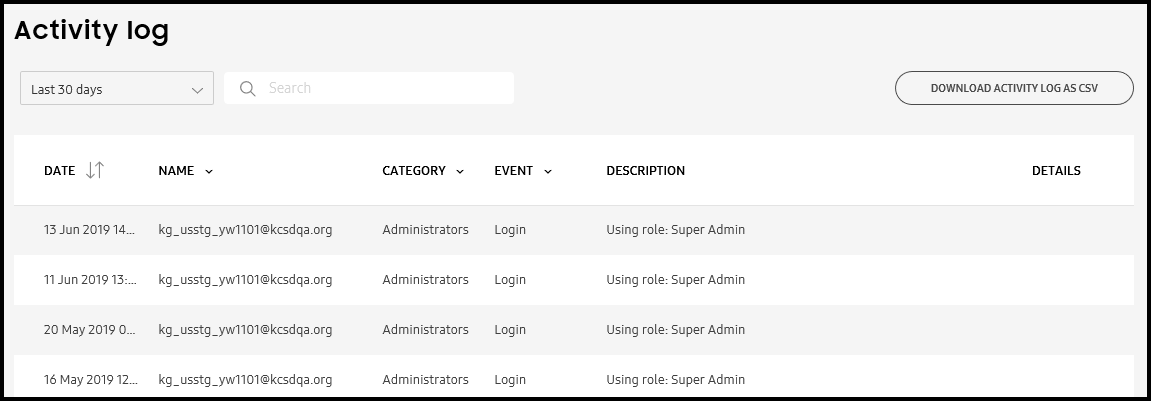 Activity log
Last 30 days Search DOWNLOAD ACTIVITY LOG AS CSV
DATE NAME CATEGORY EVENT DESCRIPTION DETAILS
13 Jun 2019 14... kg_usstg_yw1101@kcsdqa.org Administrators Login Using role: Super Admin
11 Jun 2019 13:... kg_usstg_yw1101@kcsdqa.org Administrators Login Using role: Super Admin
20 May 2019 0... kg_usstg_yw1101@kcsdqa.org Administrators Login Using role: Super Admin
16 May 2019 12... kg_usstg_yw1101@kcsdqa.org Administrators Login Using role: Super Admin